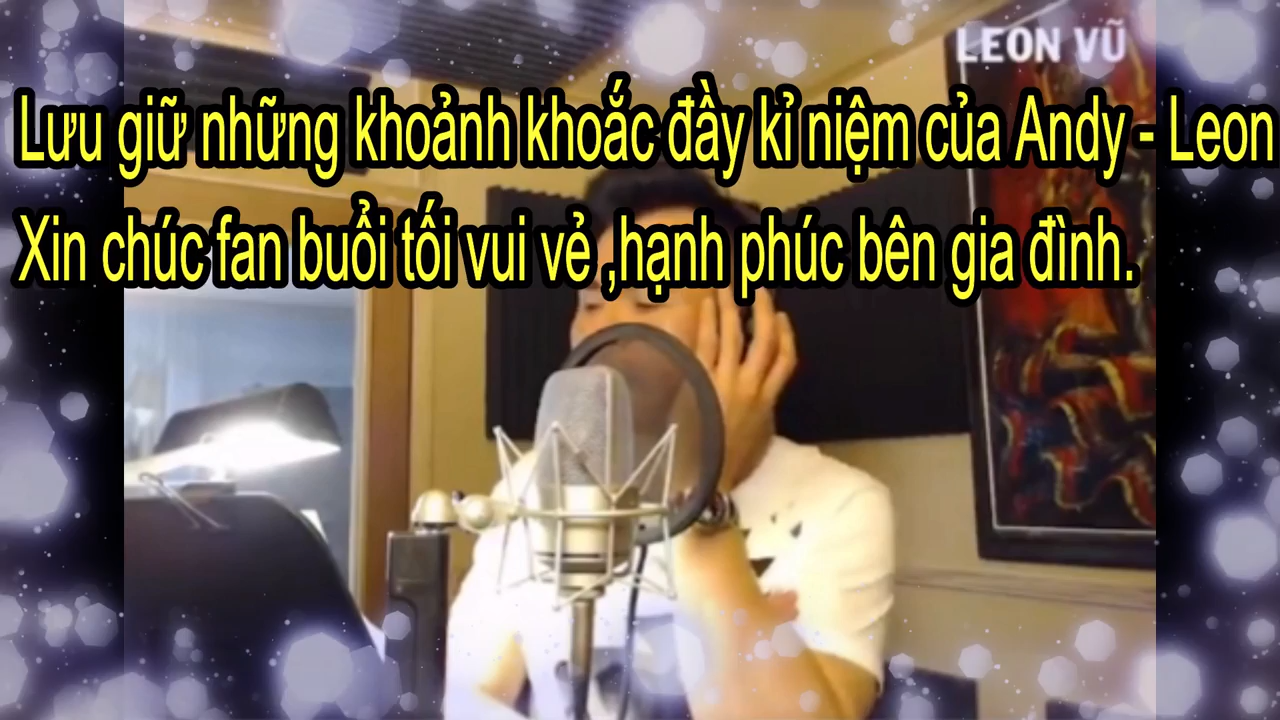 LEON VŨ
Lưu giữ những khoảnh khoắc đầy kỉ niệm của Andy - Leon
Xin chúc fan buổi tối vui vẻ ,hạnh phúc bên gia đình.